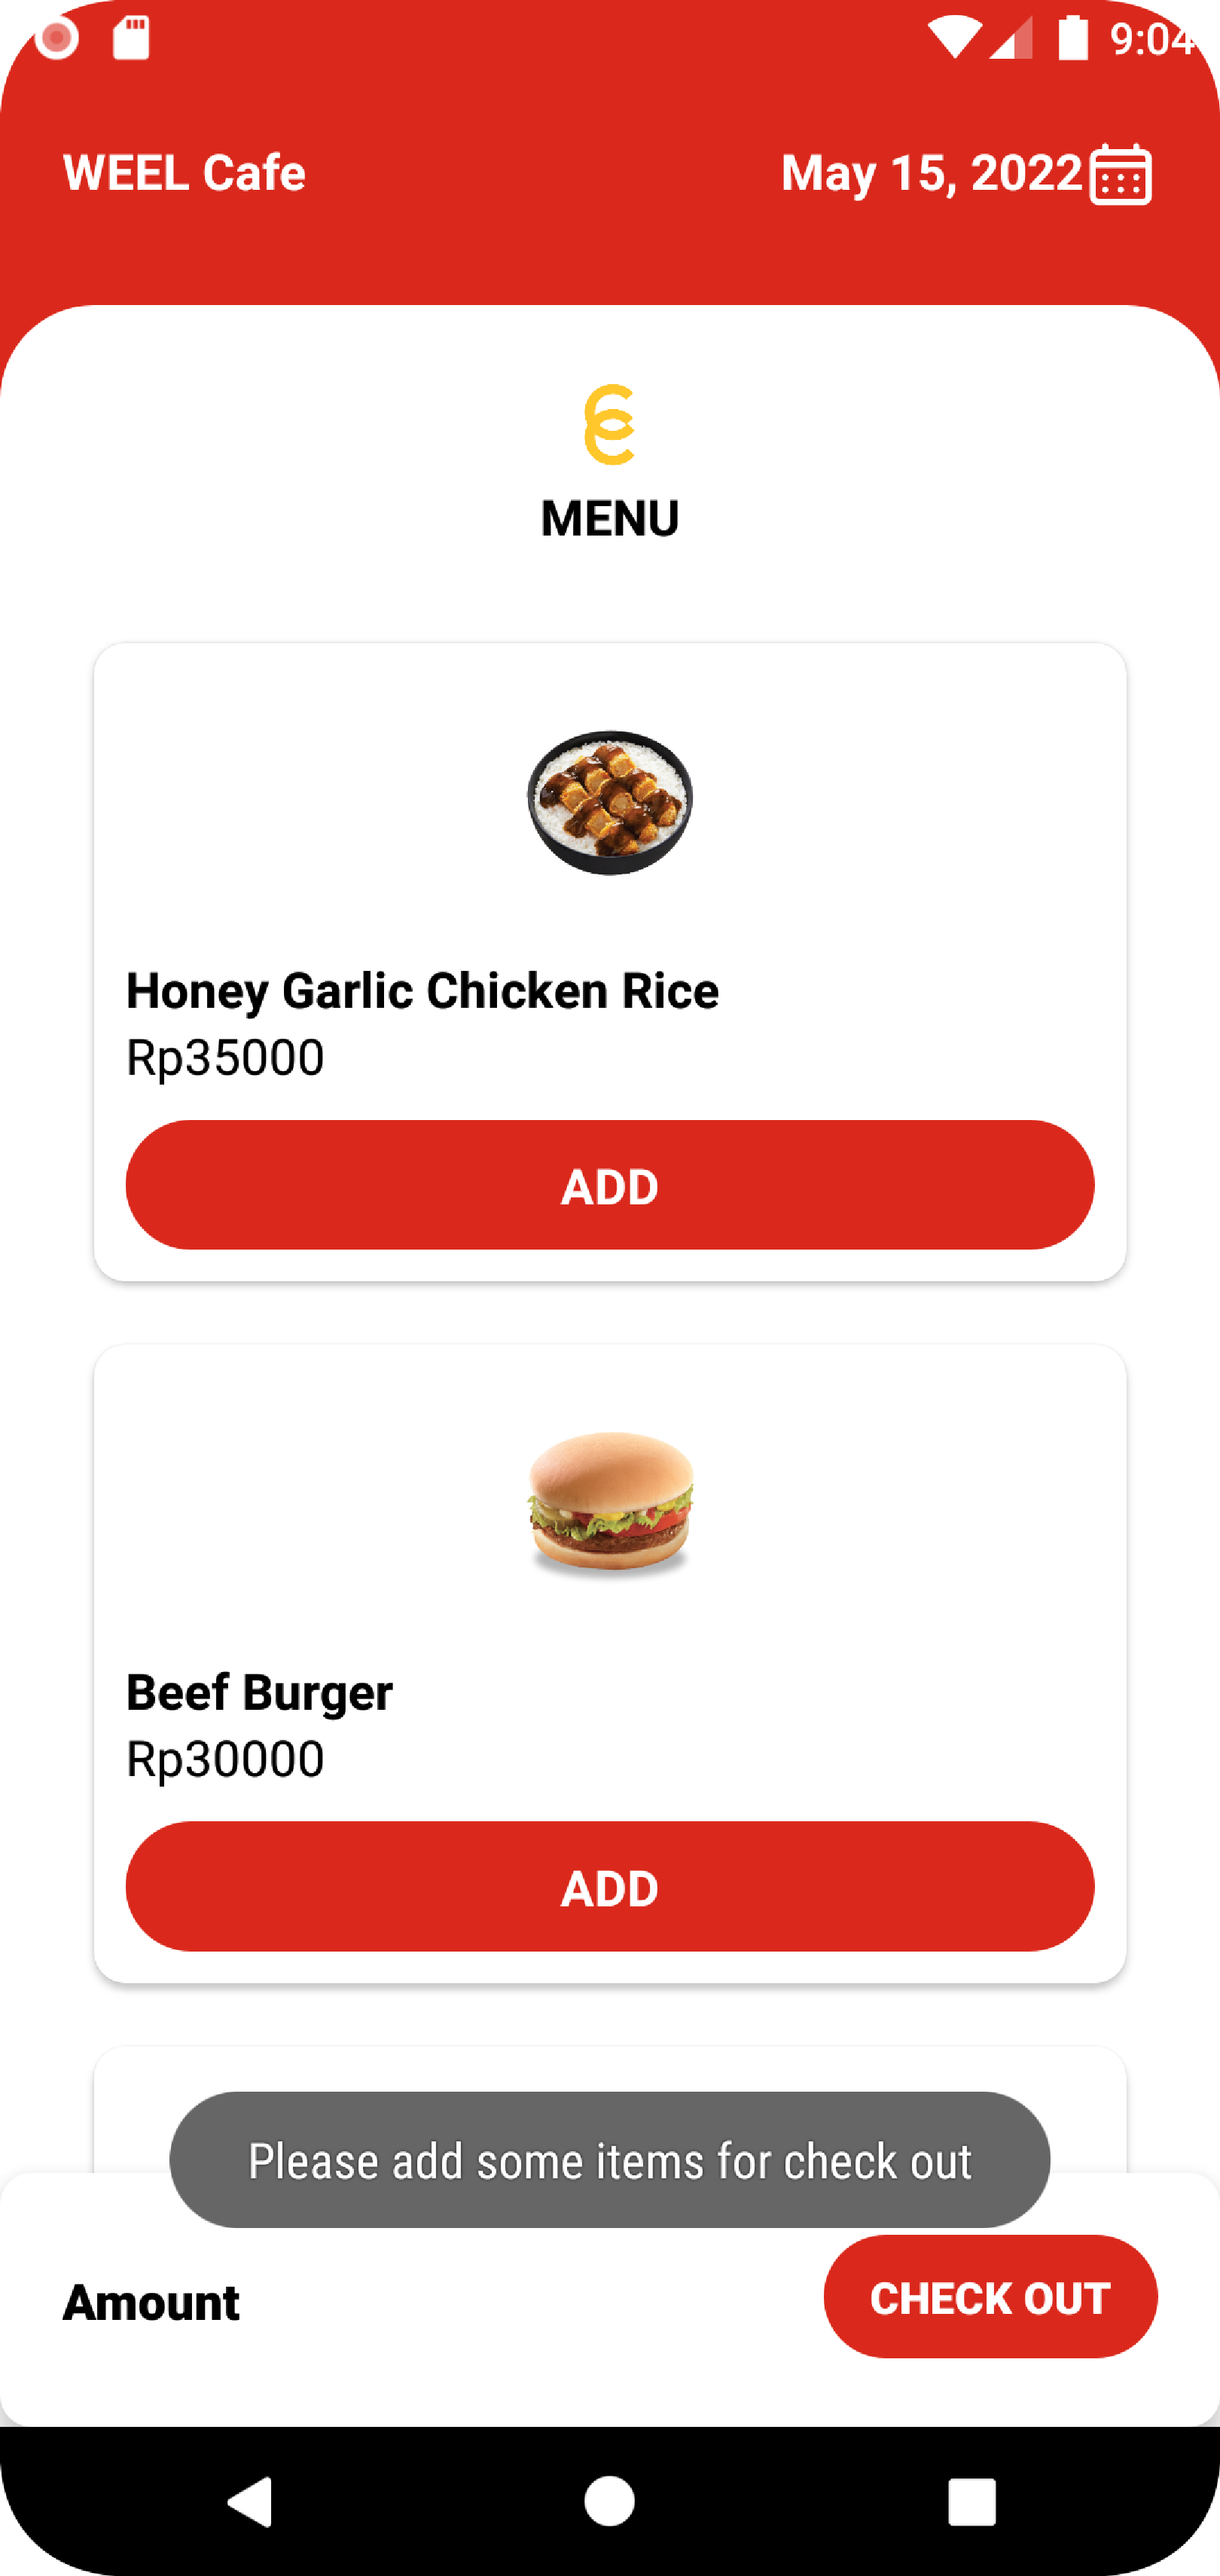 9:04
WEEL Cafe
May 15, 2022
MENU
Honey Garlic Chicken Rice
Rp35000
ADD
Beef Burger
Rp30000
ADD
Please add some items for check out
Amount
CHECK OUT